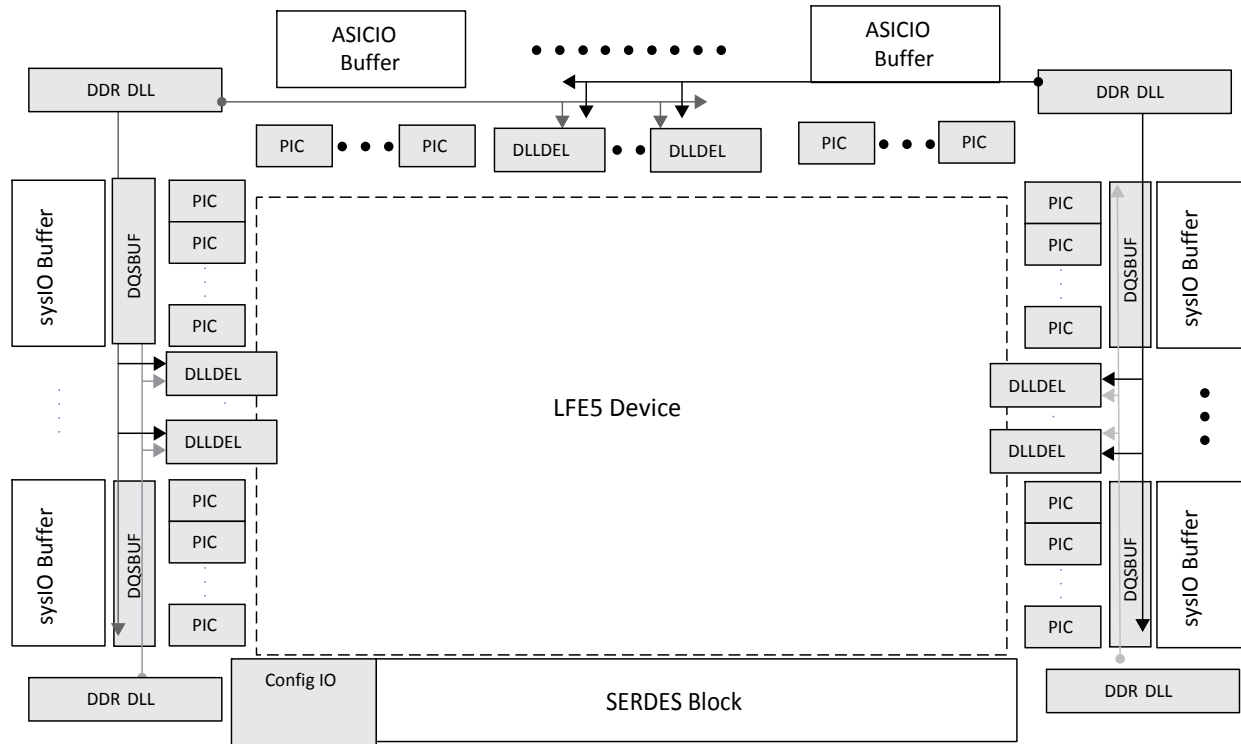 ASICIO
Buffer
ASICIO
Buffer
DDR DLL
DDR DLL
PIC
PIC
DLLDEL
DLLDEL
PIC
PIC
sysIO Buffer
DQSBUF
PIC
PIC
PIC
DLLDEL
DLLDEL
sysIO Buffer
DQSBUF
PIC
PIC
PIC
LFE5 Device
PIC
PIC
PIC
DQSBUF
sysIO Buffer
DLLDEL
DLLDEL
PIC
PIC
PIC
DQSBUF
sysIO Buffer
DDR DLL
Config IO
SERDES Block
DDR DLL